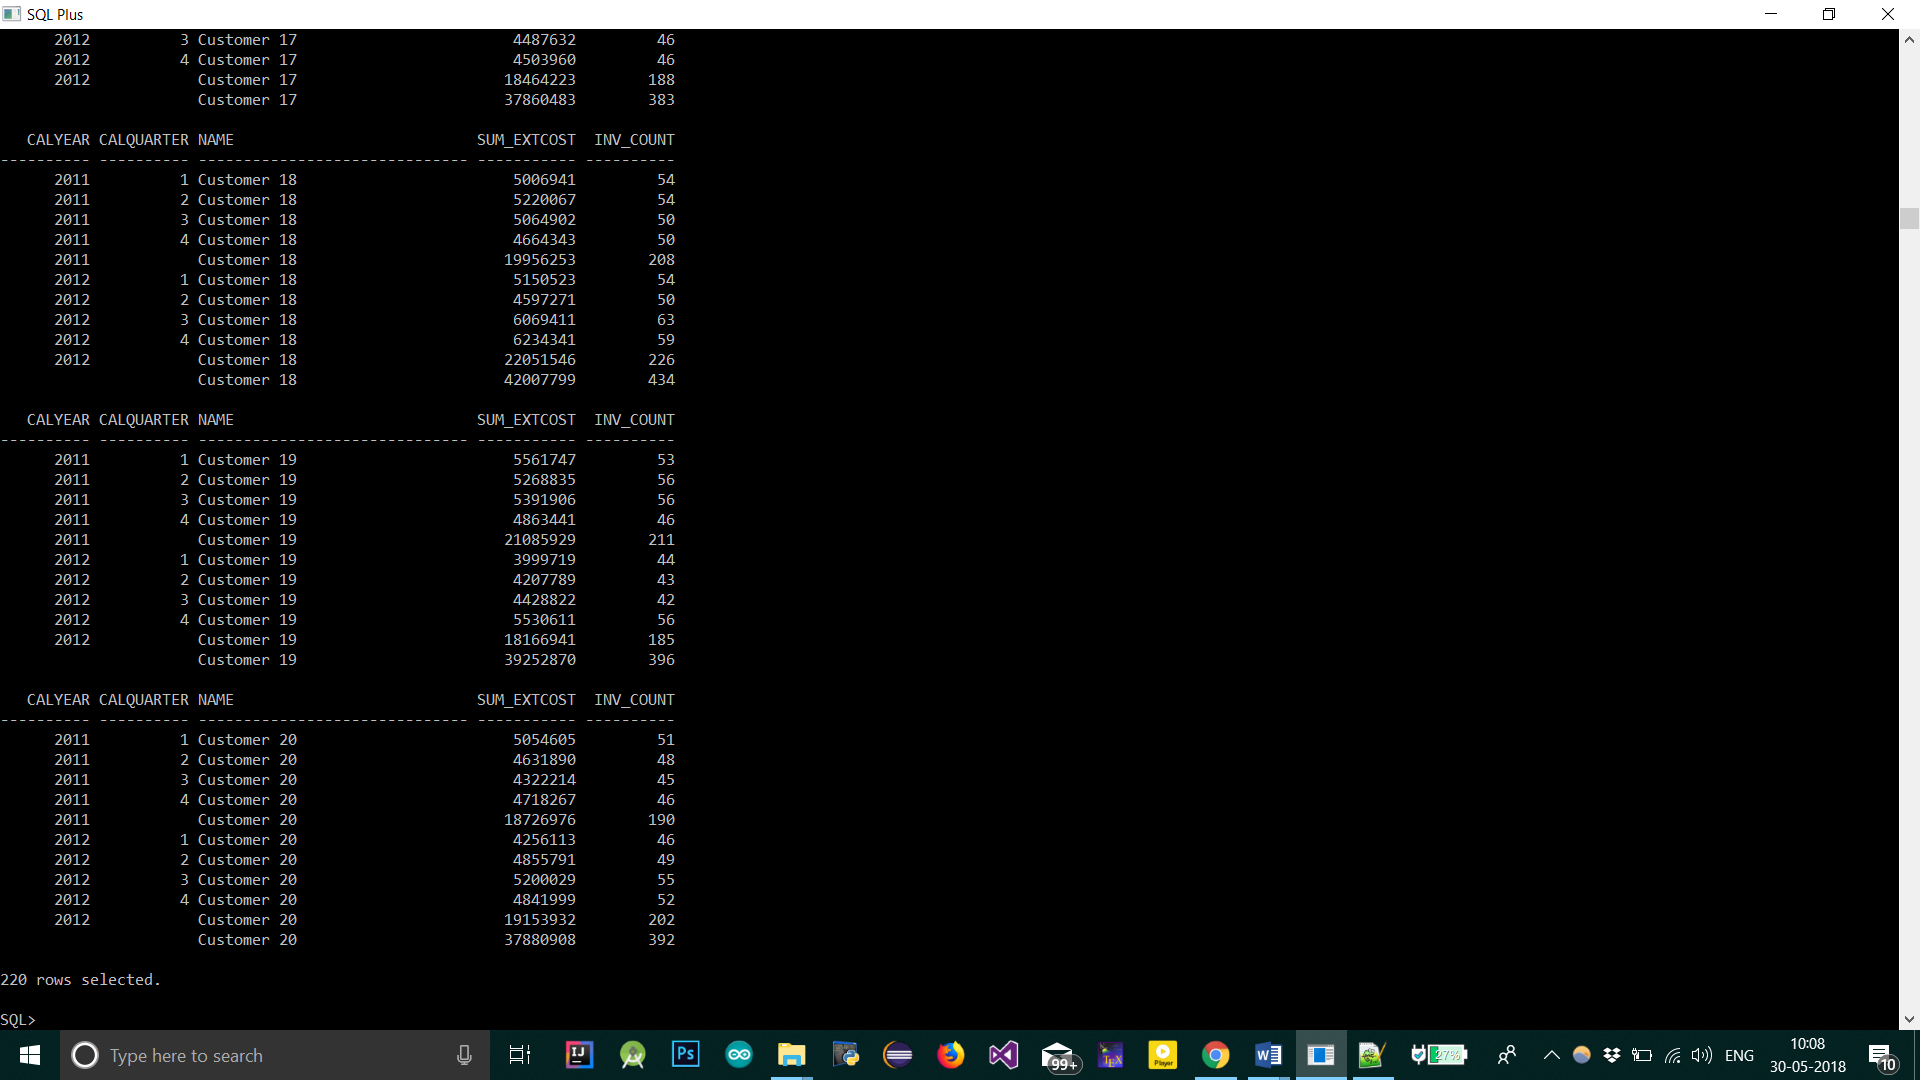 SQL Plus
2012 3 Customer 17 4487632 46
2012 4 Customer 17 4503960 46
2012 Customer 17 18464223 188
Customer 17 37860483 383
CALYEAR CALQUARTER NAME SUM_EXTCOST INV_COUNT
---------- ---------- ------------------------------ ----------- ----------
2011 1 Customer 18 5006941 54
2011 2 Customer 18 5220067 54
2011 3 Customer 18 5064902 50
2011 4 Customer 18 4664343 50
2011 Customer 18 19956253 208
2012 1 Customer 18 5150523 54
2012 2 Customer 18 4597271 50
2012 3 Customer 18 6069411 63
2012 4 Customer 18 6234341 59
2012 Customer 18 22051546 226
Customer 18 42007799 434
CALYEAR CALQUARTER NAME SUM_EXTCOST INV_COUNT
---------- ---------- ------------------------------ ----------- ----------
2011 1 Customer 19 5561747 53
2011 2 Customer 19 5268835 56
2011 3 Customer 19 5391906 56
2011 4 Customer 19 4863441 46
2011 Customer 19 21085929 211
2012 1 Customer 19 3999719 44
2012 2 Customer 19 4207789 43
2012 3 Customer 19 4428822 42
2012 4 Customer 19 5530611 56
2012 Customer 19 18166941 185
Customer 19 39252870 396
CALYEAR CALQUARTER NAME SUM_EXTCOST INV_COUNT
---------- ---------- ------------------------------ ----------- ----------
2011 1 Customer 20 5054605 51
2011 2 Customer 20 4631890 48
2011 3 Customer 20 4322214 45
2011 4 Customer 20 4718267 46
2011 Customer 20 18726976 190
2012 1 Customer 20 4256113 46
2012 2 Customer 20 4855791 49
2012 3 Customer 20 5200029 55
2012 4 Customer 20 4841999 52
2012 Customer 20 19153932 202
Customer 20 37880908 392
220 rows selected.
SQL>
Type here to search
IJ
Ps
99+
TEX
Player
W
27%
ENG
10:08
30-05-2018
10